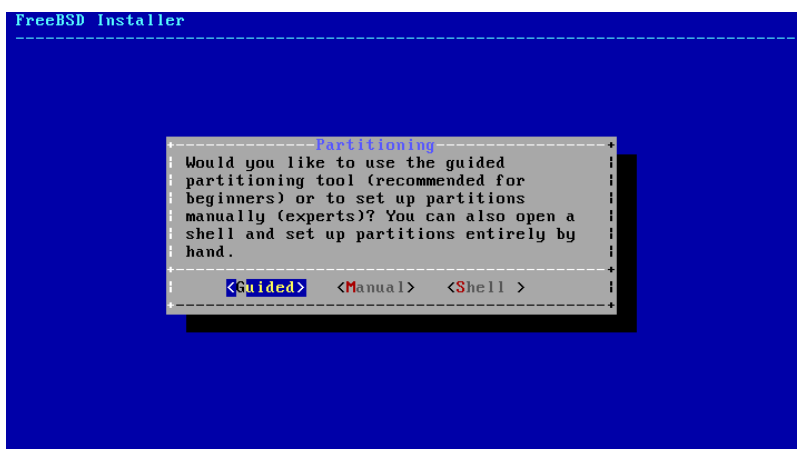 FreeBSD Installer
Partitioning
Would you like to use the guided
partitioning tool (recommended for
beginners) or to set up partitions
manually (experts)? You can also open a
shell and set up partitions entirely by
hand.
<Guided> <Manual> <Shell >